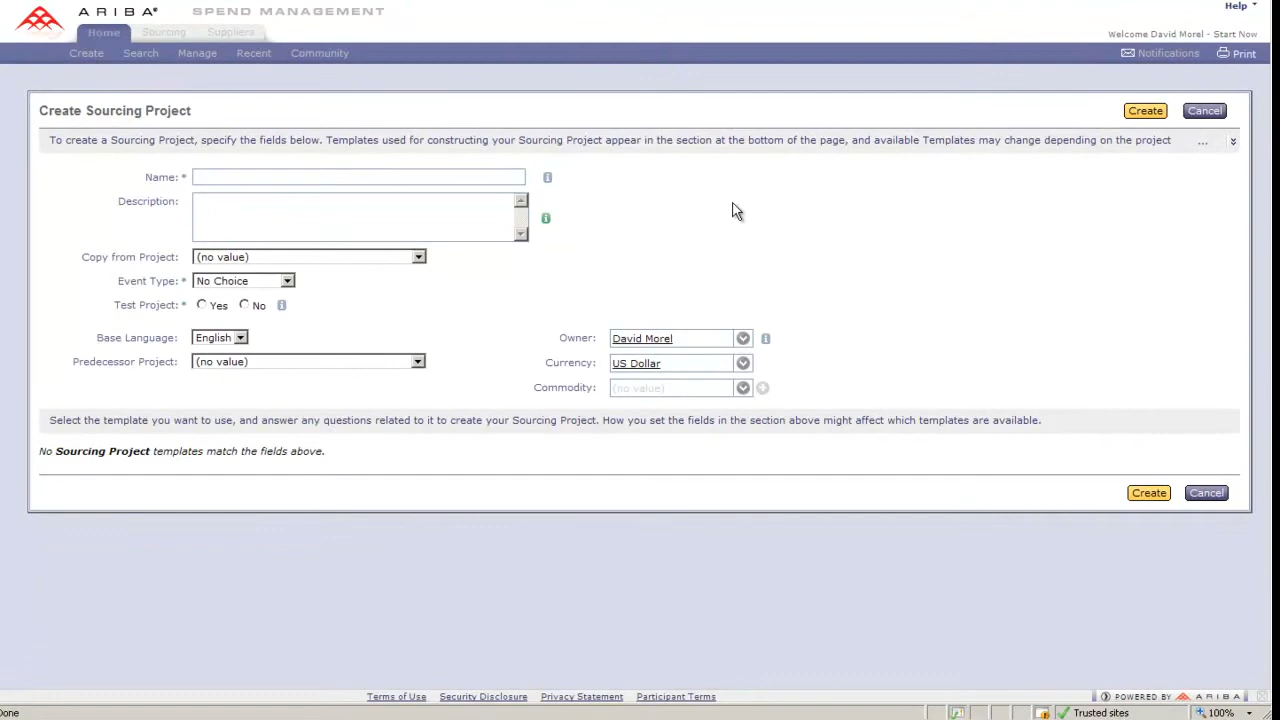 ARIBA® SPEND MANAGEMENT
Help
Home Sourcing Suppliers
Welcome David Morel - Start Now
Create Search Manage Recent Community Notifications Print
Create Sourcing Project Create Cancel
To create a Sourcing Project, specify the fields below. Templates used for constructing your Sourcing Project appear in the section at the bottom of the page, and available Templates may change depending on the project ...
Name: *
Description:
Copy from Project: (no value)
Event Type: * No Choice
Test Project: * Yes No
Base Language: English Owner: David Morel
Predecessor Project: (no value) Currency: US Dollar
Commodity: (no value)
Select the template you want to use, and answer any questions related to it to create your Sourcing Project. How you set the fields in the section above might affect which templates are available.
No Sourcing Project templates match the fields above.
Create Cancel
Terms of Use Security Disclosure Privacy Statement Participant Terms POWERED BY ARIBA
Done Trusted sites 100%